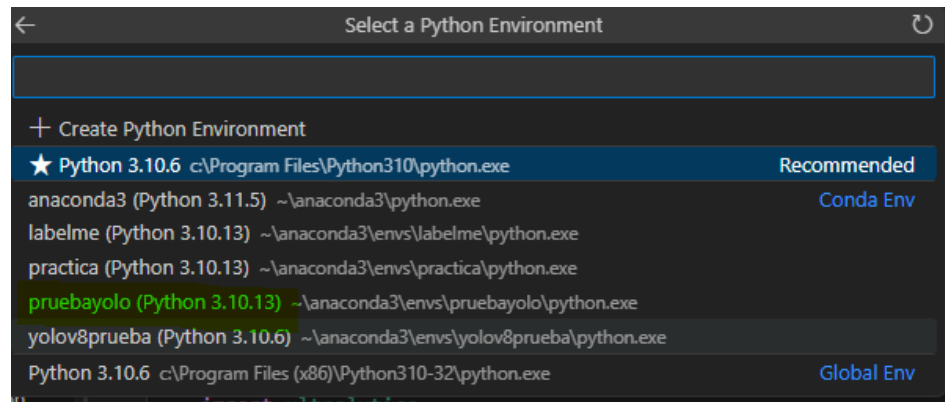 Select a Python Environment
Create Python Environment
Python 3.10.6 c:\Program Files\Python310\python.exe Recommended
anaconda3 (Python 3.11.5) ~\anaconda3\python.exe Conda Env
labelme (Python 3.10.13) ~\anaconda3\envs\labelme\python.exe
practica (Python 3.10.13) ~\anaconda3\envs\practica\python.exe
pruebayolo (Python 3.10.13) ~\anaconda3\envs\pruebayolo\python.exe
yolov8prueba (Python 3.10.6) ~\anaconda3\envs\yolov8prueba\python.exe
Python 3.10.6 c:\Program Files (x86)\Python310-32\python.exe Global Env